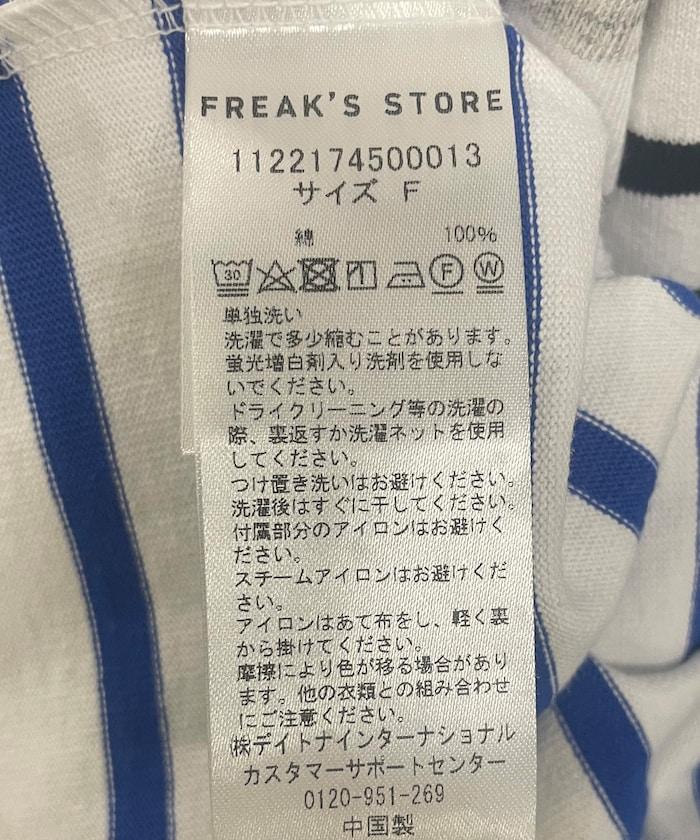 FREAK'S STORE
1122174500013
サイズ F
綿 100%
30 F W
単独洗い
洗濯で多少縮むことがあります。
蛍光増白剤入り洗剤を使用しな
いでください。
ドライクリーニング等の洗濯の
際、裏返すか洗濯ネットを使用
してください。
つけ置き洗いはお避けください。
洗濯後はすぐに干してください。
付属部分のアイロンはお避けく
ださい。
スチームアイロンはお避けくだ
さい。
アイロンはあて布をし、軽く裏
から掛けてください。
摩擦により色が移る場合があり
ます。他の衣類との組み合わせ
にご注意ください。
㈱デイトナインターナショナル
カスタマーサポートセンター
0120-951-269
中国製